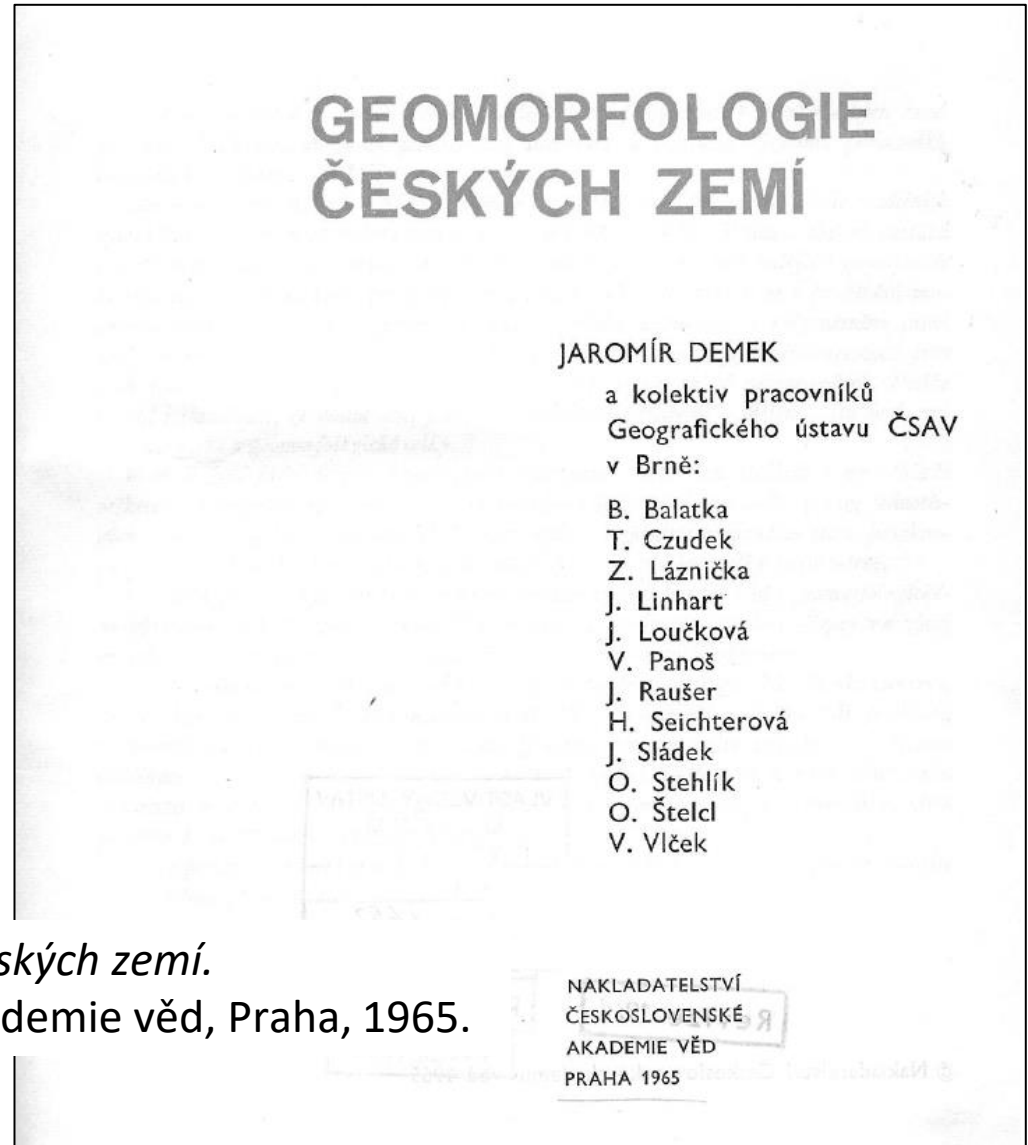 GEOMORFOLOGIE
ČESKÝCH ZEMÍ
JAROMÍR DEMEK
a kolektiv pracovníků
Geografického ústavu ČSAV
v Brně:
B. Balatka
T. Czudek
Z. Láznička
J. Linhart
J. Loučková
V. Panoš
J. Raušer
H. Seichterová
J. Sládek
O. Stehlík
O. Štelcl
V. Vlček
ských zemí.
demie věd, Praha, 1965.
NAKLADATELSTVÍ
ČESKOSLOVENSKÉ
AKADEMIE VĚD
PRAHA 1965